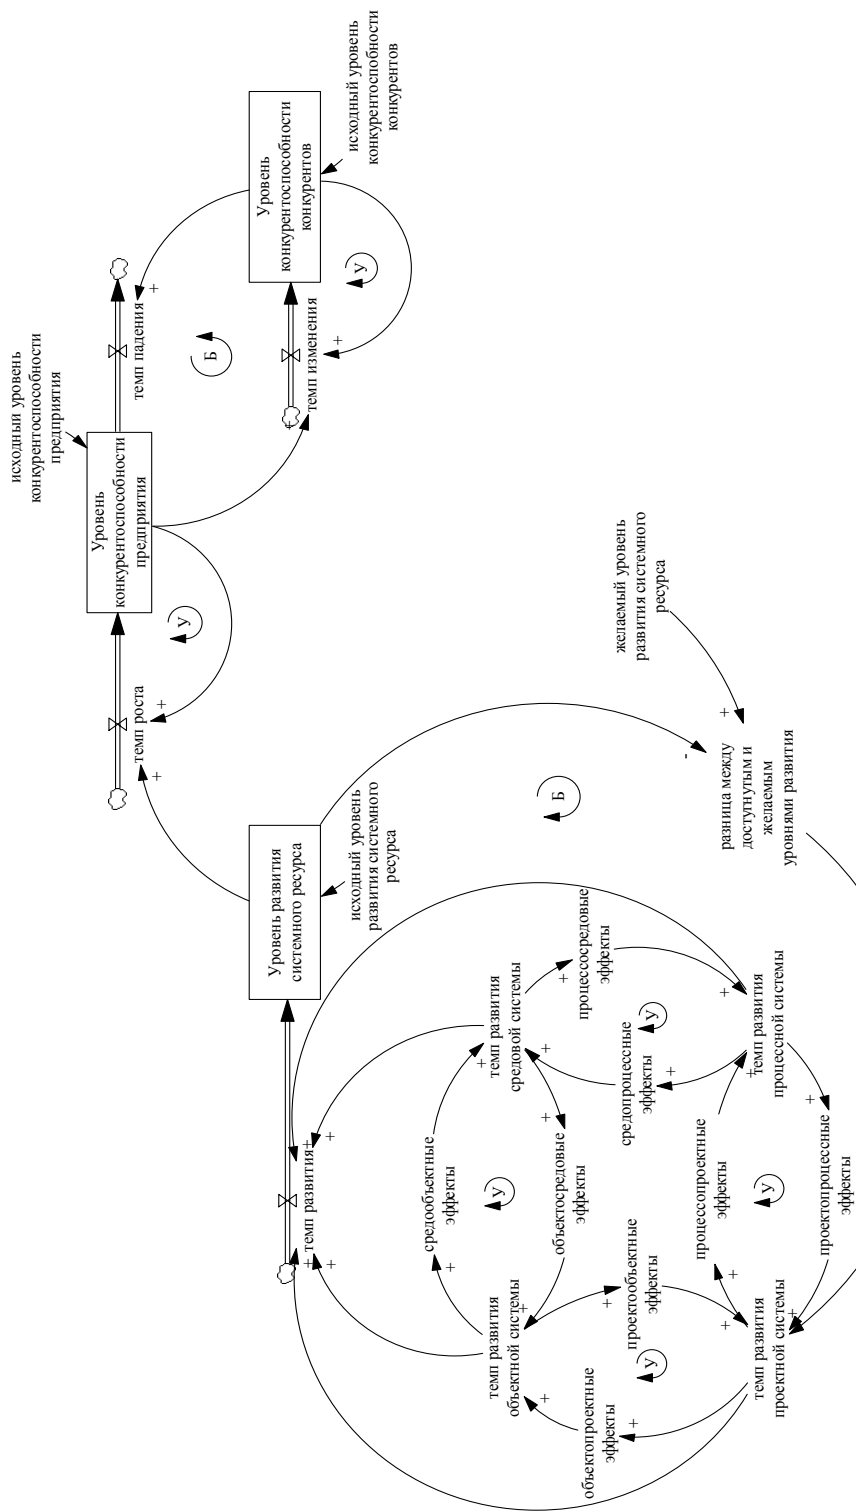 исходный уровень
конкурентоспособности
предприятия
Уровень
конкурентоспособности
предприятия
темп роста
+
+
темп падения
+
У
Б
Уровень
конкурентоспособности
конкурентов
исходный уровень
конкурентоспособности
конкурентов
темп изменения
+
+
У
Уровень развития
системного ресурса
исходный уровень
развития системного
ресурса
темп развития
+
+
+
+
Б
желаемый уровень
развития системного
ресурса
+
-
разница между
достугнутым и
желаемым
уровнями развития
темп развития
объектной системы
+
+
средообъектные
эффекты
+
+
темп развития
средовой системы
+
У
объектосредовые
эффекты
+
+
процессосредовые
эффекты
+
+
У
средопроцессные
эффекты
+
проектообъектные
эффекты
+
+
У
объектопроектные
эффекты
+
темп развития
проектной системы
+
процессопроектные
эффекты
+
+
У
темп развития
процессной системы
+
проектопроцессные
эффекты
+